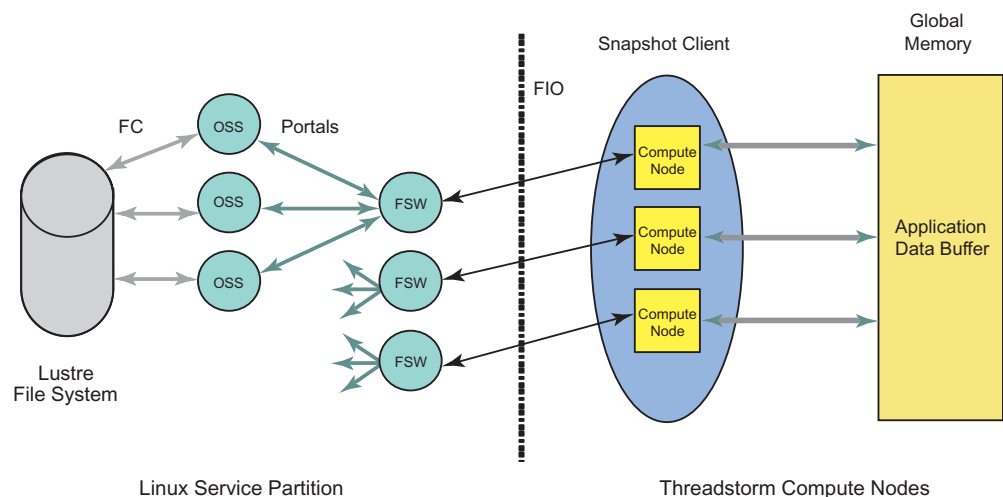 Global
Memory
Snapshot Client
FIO
FC
Portals
OSS
OSS
OSS
FSW
FSW
FSW
Compute
Node
Compute
Node
Compute
Node
Application
Data Buffer
Lustre
File System
Linux Service Partition
Threadstorm Compute Nodes